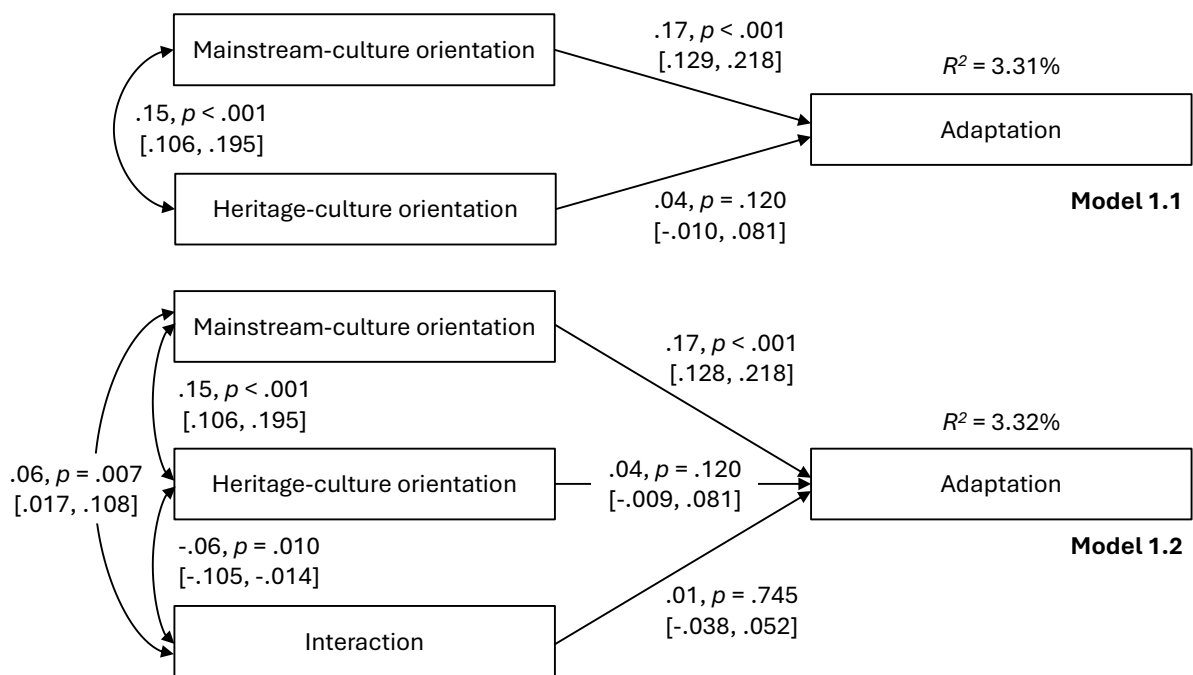 Mainstream-culture orientation
.17, p < .001
[.129, .218]
R² = 3.31%
.15, p < .001
[.106, .195]
Adaptation
Heritage-culture orientation
.04, p = .120
[-.010, .081]
Model 1.1
Mainstream-culture orientation
.17, p < .001
[.128, .218]
.15, p < .001
[.106, .195]
R² = 3.32%
.06, p = .007
[.017, .108]
Heritage-culture orientation
.04, p = .120
[-.009, .081]
Adaptation
Model 1.2
-.06, p = .010
[-.105, -.014]
.01, p = .745
[-.038, .052]
Interaction